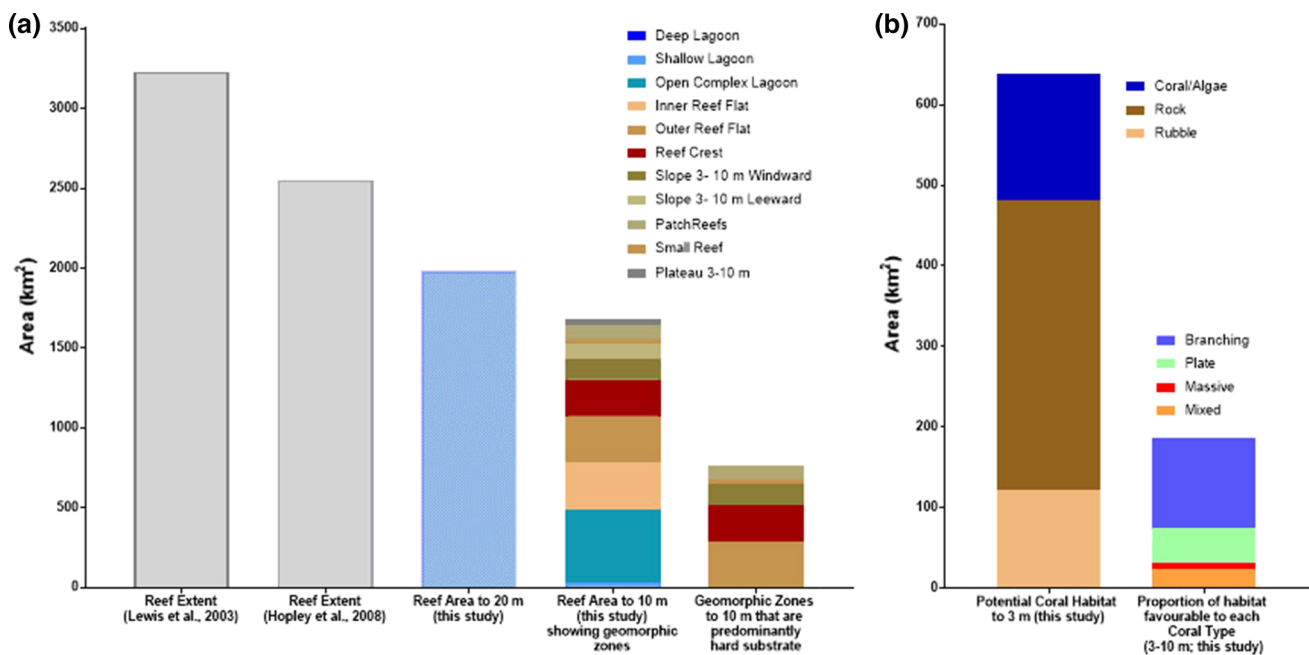 (a)
3500
3000
2500
2000
1500
1000
500
0
Area (km²)
Deep Lagoon
Shallow Lagoon
Open Complex Lagoon
Inner Reef Flat
Outer Reef Flat
Reef Crest
Slope 3- 10 m Windward
Slope 3- 10 m Leeward
PatchReefs
Small Reef
Plateau 3-10 m
Reef Extent
(Lewis et al., 2003)
Reef Extent
(Hopley et al., 2008)
Reef Area to 20 m
(this study)
Reef Area to 10 m
(this study)
showing geomorphic
zones
Geomorphic Zones
to 10 m that are
predominantly
hard substrate
(b)
700
600
500
400
300
200
100
0
Area (km²)
Coral/Algae
Rock
Rubble
Branching
Plate
Massive
Mixed
Potential Coral Habitat
to 3 m (this study)
Proportion of habitat
favourable to each
Coral Type
(3-10 m; this study)